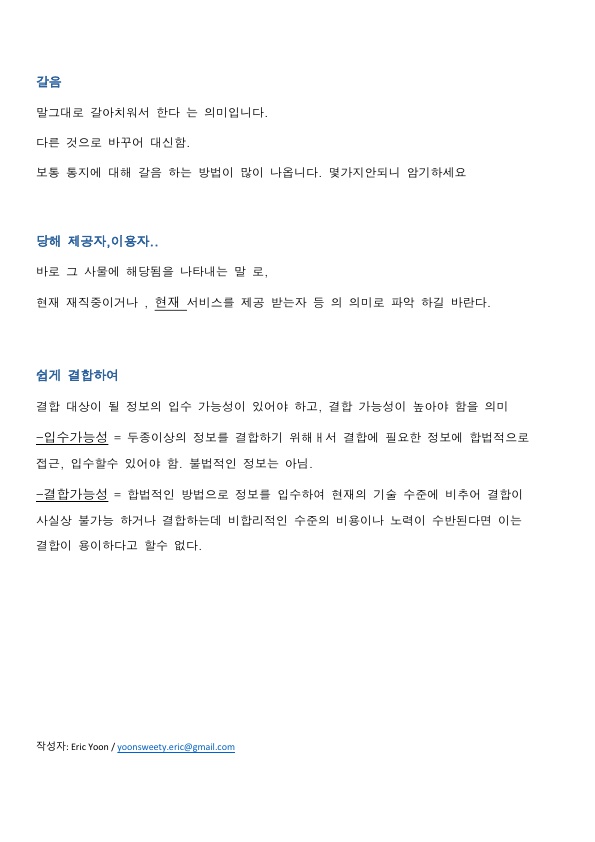 갈음
말그대로 갈아치워서 한다 는 의미입니다.
다른 것으로 바꾸어 대신함.
보통 통지에 대해 갈음 하는 방법이 많이 나옵니다. 몇가지안되니 암기하세요
당해 제공자,이용자..
바로 그 사물에 해당됨을 나타내는 말 로,
현재 재직중이거나 , 현재 서비스를 제공 받는자 등 의 의미로 파악 하길 바란다.
쉽게 결합하여
결합 대상이 될 정보의 입수 가능성이 있어야 하고, 결합 가능성이 높아야 함을 의미
-입수가능성 = 두종이상의 정보를 결합하기 위해ㅐ서 결합에 필요한 정보에 합법적으로
접근, 입수할수 있어야 함. 불법적인 정보는 아님.
-결합가능성 = 합법적인 방법으로 정보를 입수하여 현재의 기술 수준에 비추어 결합이
사실상 불가능 하거나 결합하는데 비합리적인 수준의 비용이나 노력이 수반된다면 이는
결합이 용이하다고 할수 없다.
작성자: Eric Yoon / yoonsweety.eric@gmail.com